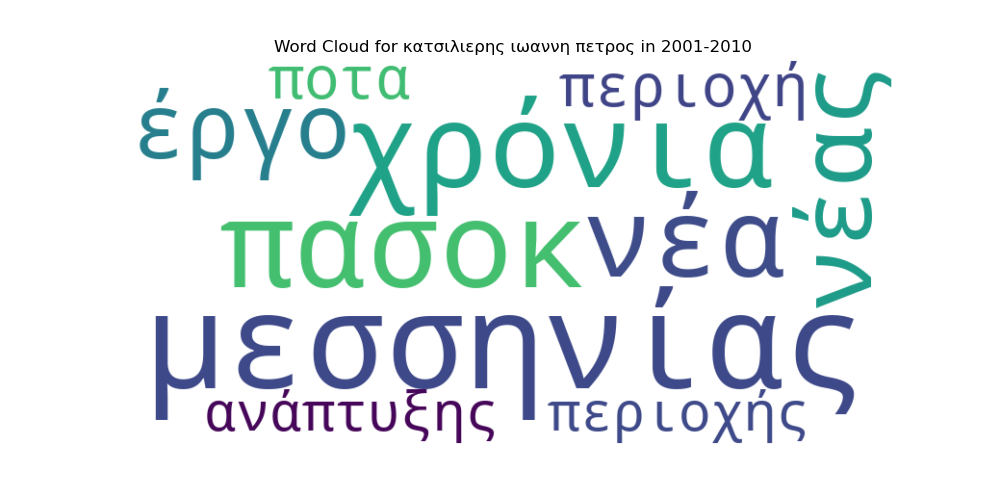 Word Cloud for κατσιλιερης ιωαννη πετρος in 2001-2010
ποτα
περιοχή
έργο
χρόνια
νέας
πασοκ
νέα
μεσσηνίας
ανάπτυξης
περιοχής